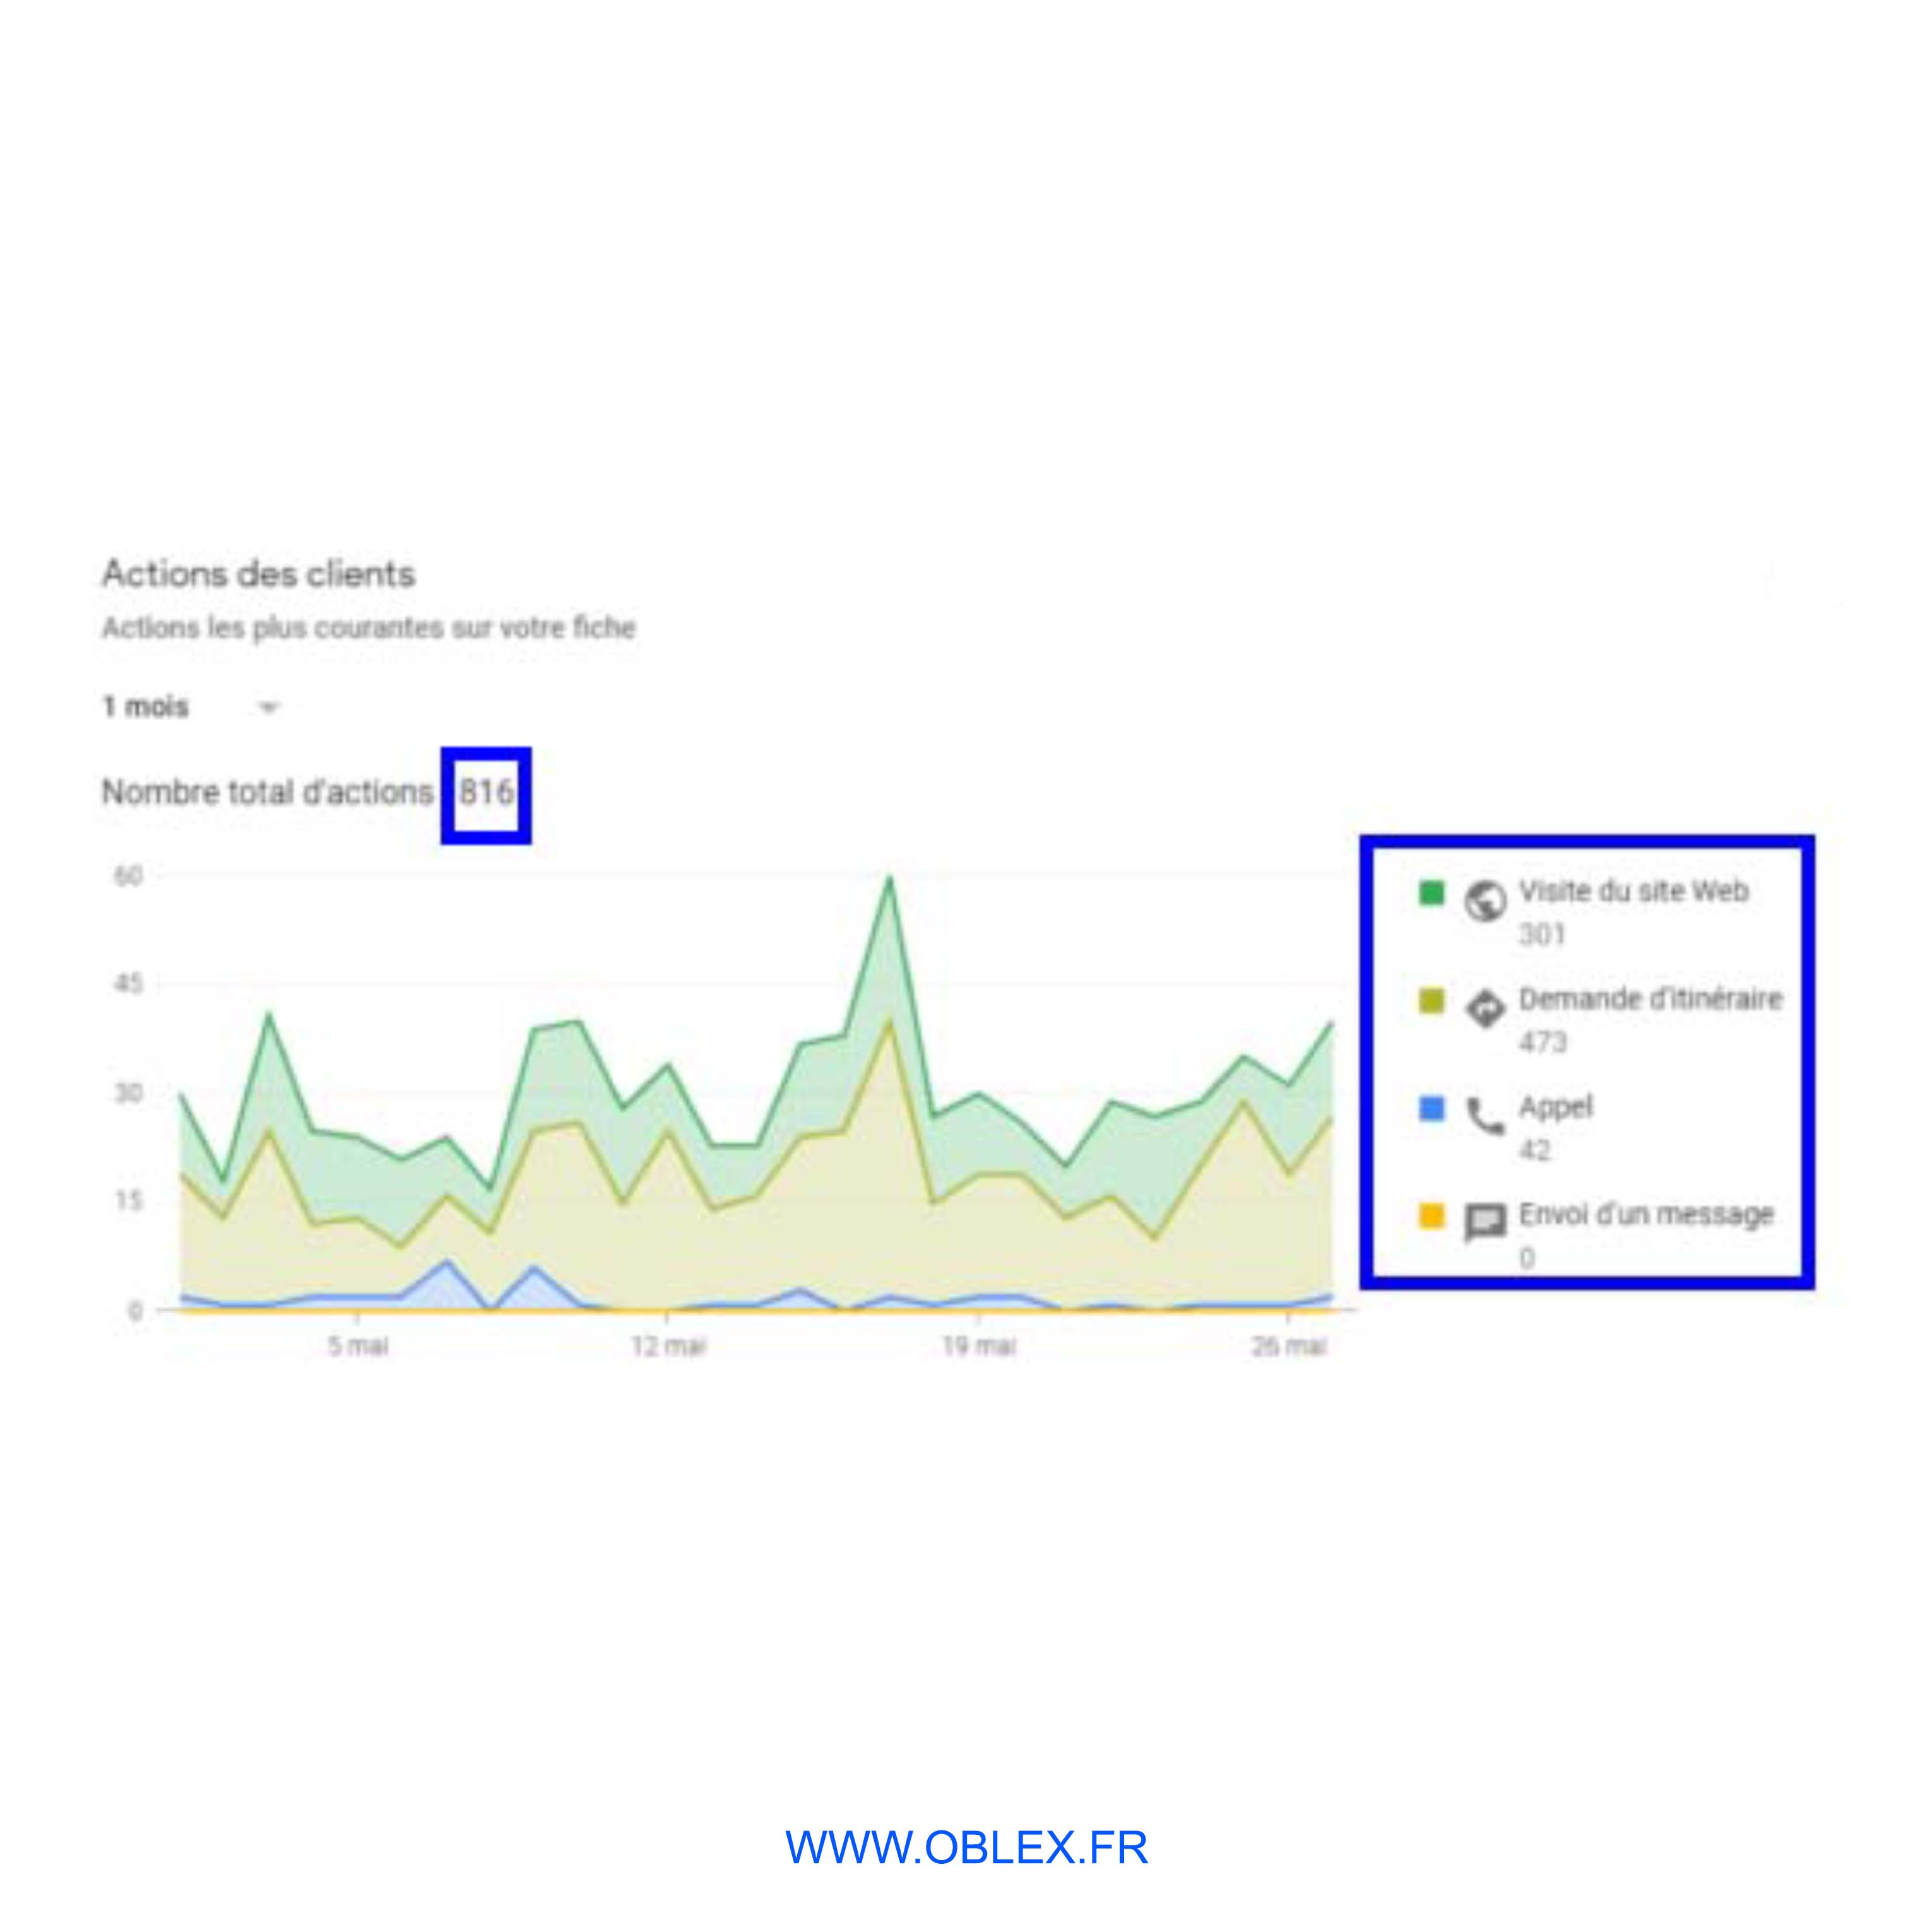 Actions des clients
Actions les plus courantes sur votre fiche
1 mois
Nombre total d'actions 816
60
45
30
15
0
5 mai 12 mai 19 mai 26 mai
Visite du site Web
301
Demande d'itinéraire
473
Appel
42
Envoi d'un message
0
WWW.OBLEX.FR